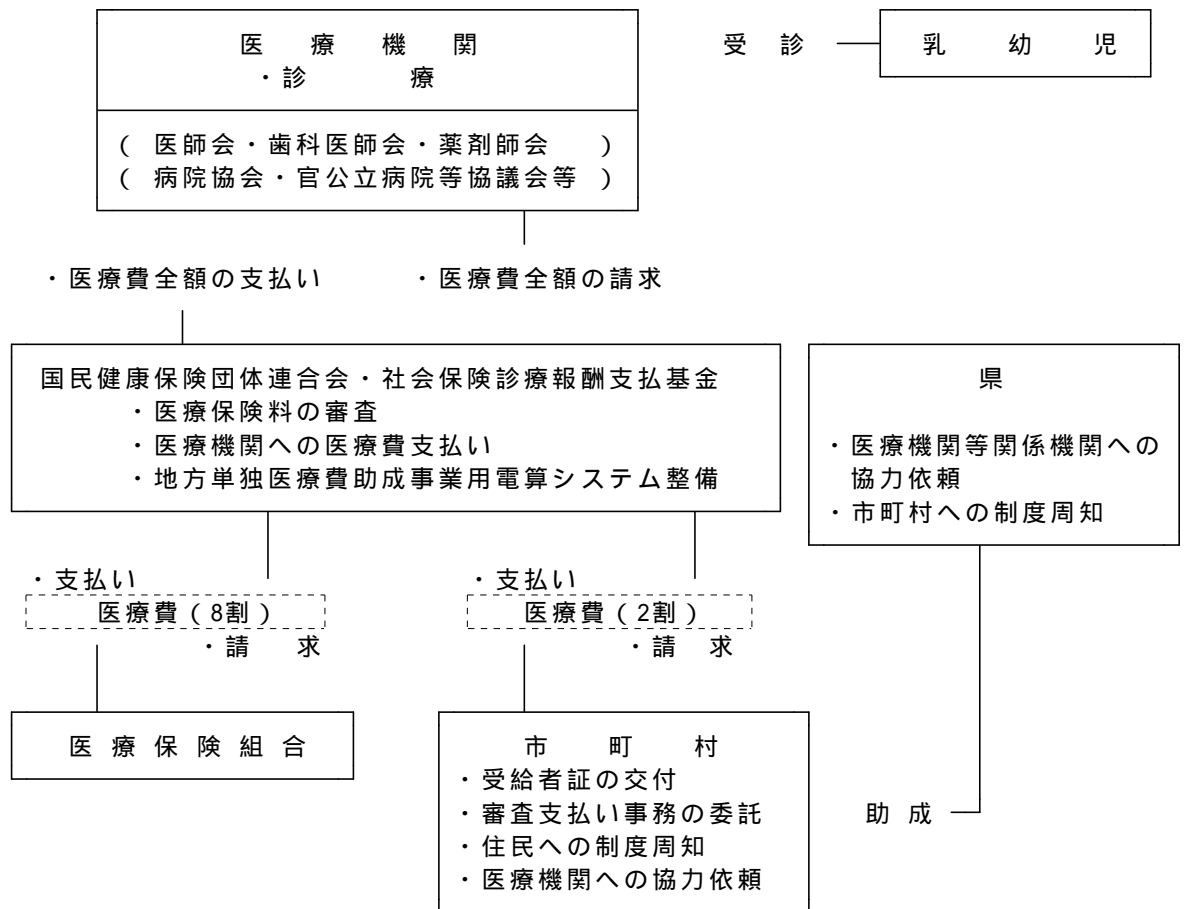 医療機関
・診療
受診
乳幼児
( 医師会・歯科医師会・薬剤師会 )
( 病院協会・官公立病院等協議会等 )
・医療費全額の支払い
・医療費全額の請求
国民健康保険団体連合会・社会保険診療報酬支払基金
・医療保険料の審査
・医療機関への医療費支払い
・地方単独医療費助成事業用電算システム整備
県
・医療機関等関係機関への
協力依頼
・市町村への制度周知
・支払い
医療費(8割)
・請求
・支払い
医療費(2割)
・請求
医療保険組合
市町村
・受給者証の交付
・審査支払い事務の委託
・住民への制度周知
・医療機関への協力依頼
助成